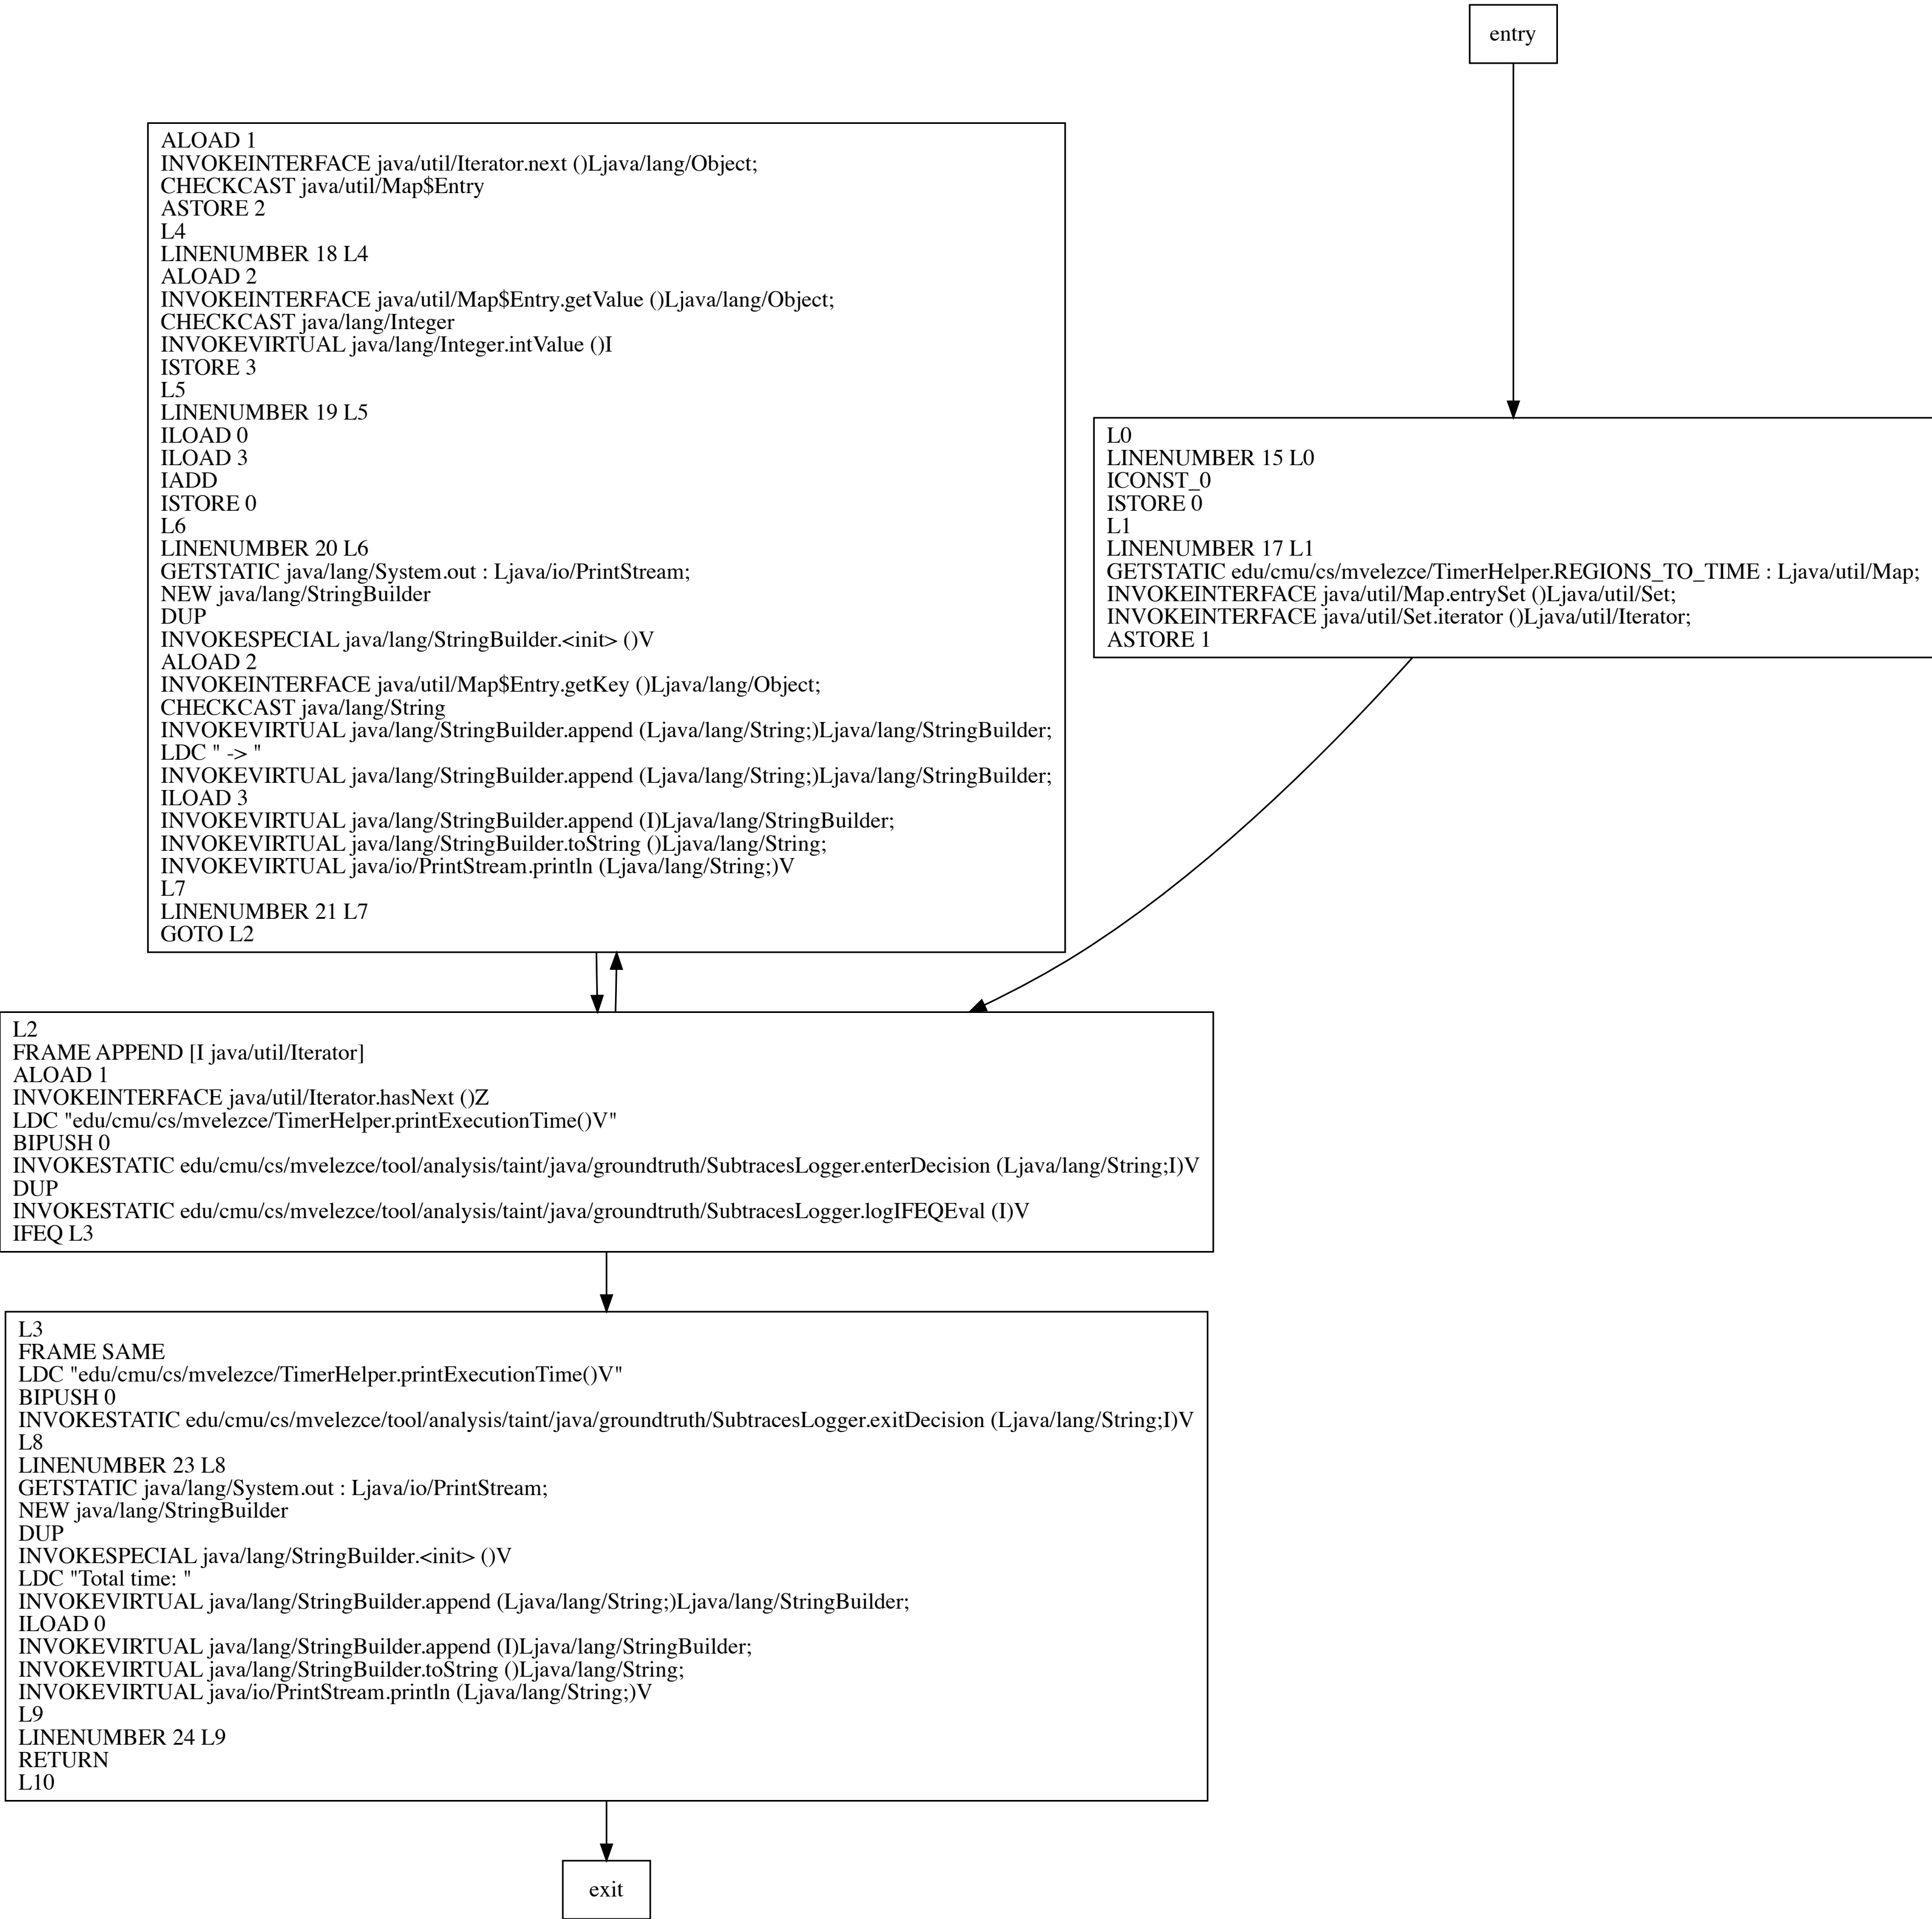 entry
ALOAD 1
INVOKEINTERFACE java/util/Iterator.next ()Ljava/lang/Object;
CHECKCAST java/util/Map$Entry
ASTORE 2
L4
LINENUMBER 18 L4
ALOAD 2
INVOKEINTERFACE java/util/Map$Entry.getValue ()Ljava/lang/Object;
CHECKCAST java/lang/Integer
INVOKEVIRTUAL java/lang/Integer.intValue ()I
ISTORE 3
L5
LINENUMBER 19 L5
ILOAD 0
ILOAD 3
IADD
ISTORE 0
L6
LINENUMBER 20 L6
GETSTATIC java/lang/System.out : Ljava/io/PrintStream;
NEW java/lang/StringBuilder
DUP
INVOKESPECIAL java/lang/StringBuilder.<init> ()V
ALOAD 2
INVOKEINTERFACE java/util/Map$Entry.getKey ()Ljava/lang/Object;
CHECKCAST java/lang/String
INVOKEVIRTUAL java/lang/StringBuilder.append (Ljava/lang/String;)Ljava/lang/StringBuilder;
LDC " -> "
INVOKEVIRTUAL java/lang/StringBuilder.append (Ljava/lang/String;)Ljava/lang/StringBuilder;
ILOAD 3
INVOKEVIRTUAL java/lang/StringBuilder.append (I)Ljava/lang/StringBuilder;
INVOKEVIRTUAL java/lang/StringBuilder.toString ()Ljava/lang/String;
INVOKEVIRTUAL java/io/PrintStream.println (Ljava/lang/String;)V
L7
LINENUMBER 21 L7
GOTO L2
L0
LINENUMBER 15 L0
ICONST_0
ISTORE 0
L1
LINENUMBER 17 L1
GETSTATIC edu/cmu/cs/mvelezce/TimerHelper.REGIONS_TO_TIME : Ljava/util/Map;
INVOKEINTERFACE java/util/Map.entrySet ()Ljava/util/Set;
INVOKEINTERFACE java/util/Set.iterator ()Ljava/util/Iterator;
ASTORE 1
L2
FRAME APPEND [I java/util/Iterator]
ALOAD 1
INVOKEINTERFACE java/util/Iterator.hasNext ()Z
LDC "edu/cmu/cs/mvelezce/TimerHelper.printExecutionTime()V"
BIPUSH 0
INVOKESTATIC edu/cmu/cs/mvelezce/tool/analysis/taint/java/groundtruth/SubtracesLogger.enterDecision (Ljava/lang/String;I)V
DUP
INVOKESTATIC edu/cmu/cs/mvelezce/tool/analysis/taint/java/groundtruth/SubtracesLogger.logIFEQEval (I)V
IFEQ L3
L3
FRAME SAME
LDC "edu/cmu/cs/mvelezce/TimerHelper.printExecutionTime()V"
BIPUSH 0
INVOKESTATIC edu/cmu/cs/mvelezce/tool/analysis/taint/java/groundtruth/SubtracesLogger.exitDecision (Ljava/lang/String;I)V
L8
LINENUMBER 23 L8
GETSTATIC java/lang/System.out : Ljava/io/PrintStream;
NEW java/lang/StringBuilder
DUP
INVOKESPECIAL java/lang/StringBuilder.<init> ()V
LDC "Total time: "
INVOKEVIRTUAL java/lang/StringBuilder.append (Ljava/lang/String;)Ljava/lang/StringBuilder;
ILOAD 0
INVOKEVIRTUAL java/lang/StringBuilder.append (I)Ljava/lang/StringBuilder;
INVOKEVIRTUAL java/lang/StringBuilder.toString ()Ljava/lang/String;
INVOKEVIRTUAL java/io/PrintStream.println (Ljava/lang/String;)V
L9
LINENUMBER 24 L9
RETURN
L10
exit